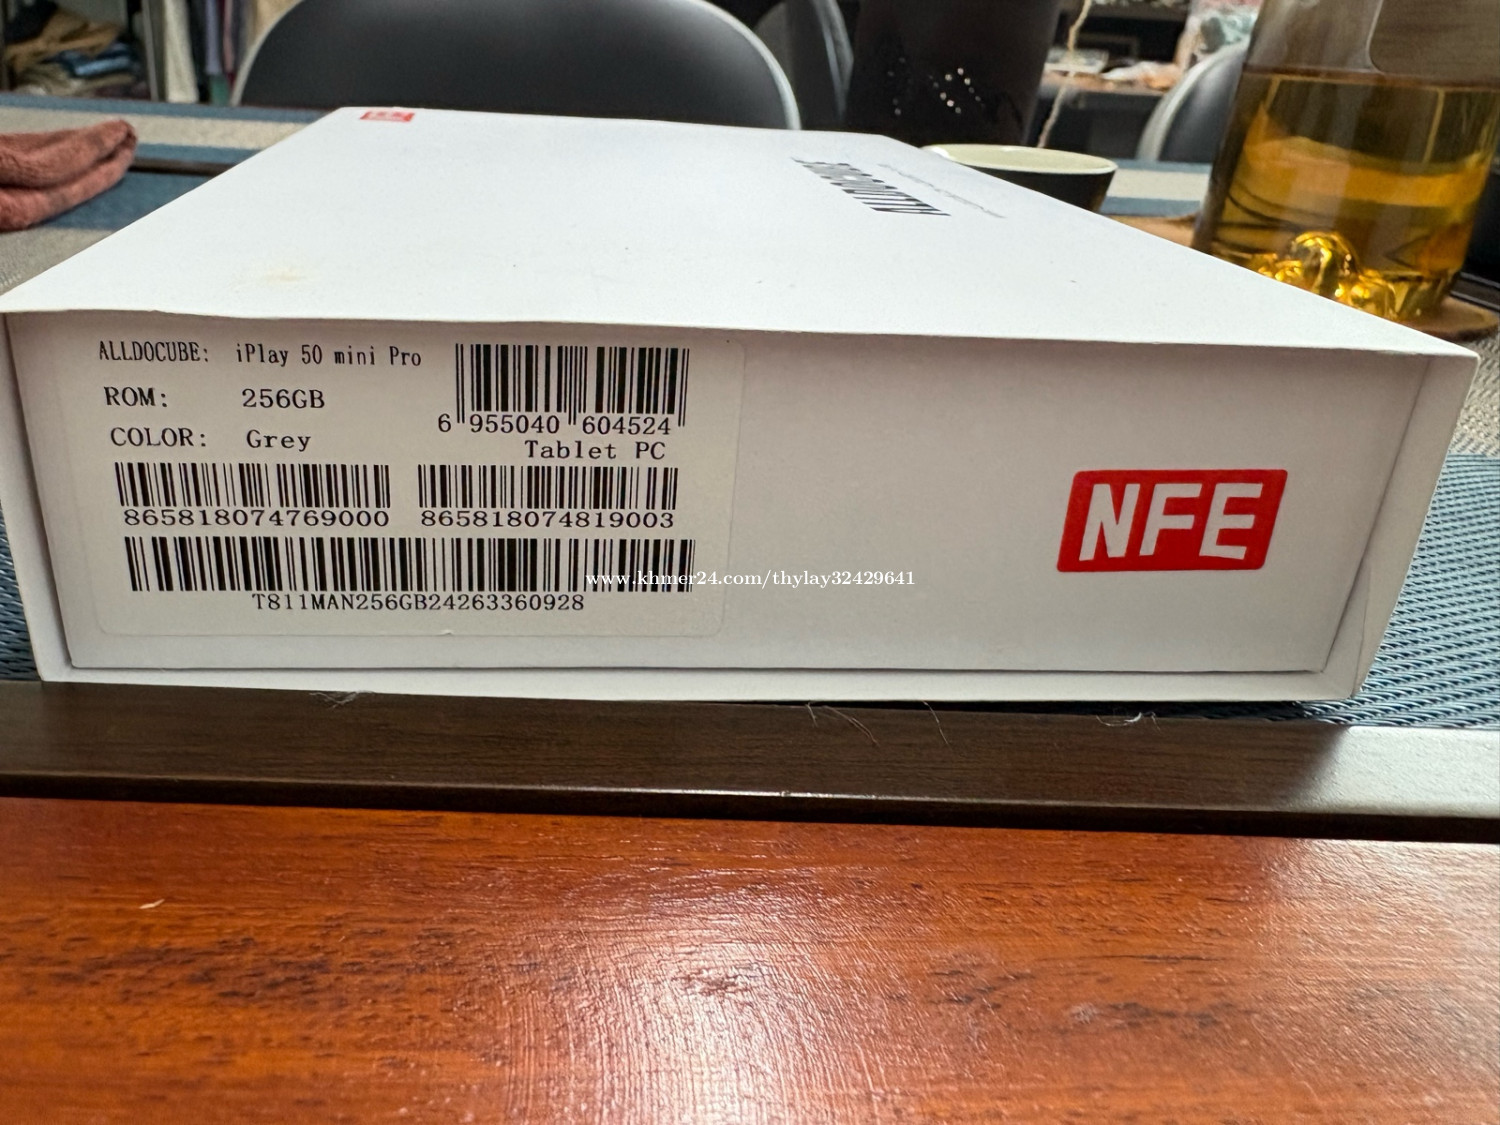 ALLDOCUBE
ALLDOCUBE: iPlay 50 mini Pro
ROM: 256GB
COLOR: Grey
6 955040 604524
Tablet PC
865818074769000 865818074819003
T811MAN256GB24263360928
NFE
www.khmer24.com/thylay32429641